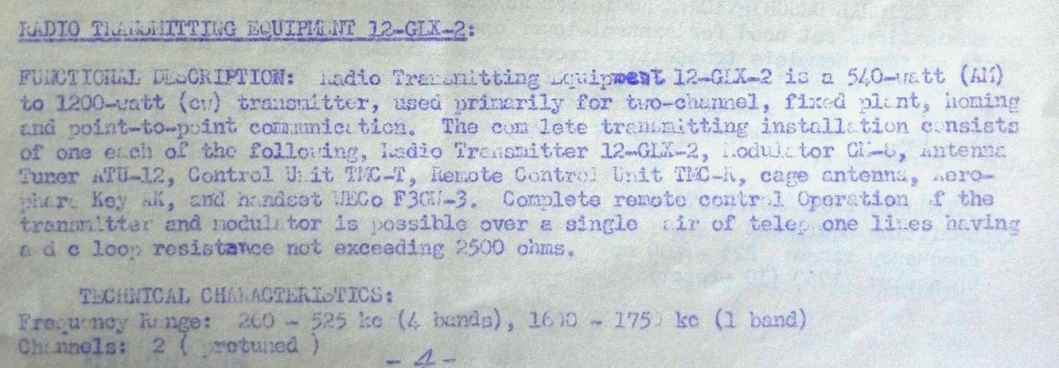 RADIO TRANSMITTING EQUIPMENT 12-GLX-2:
FUNCTIONAL DESCRIPTION: Radio Transmitting Equipment 12-GLX-2 is a 540-watt (AM)
to 1200-watt (cw) transmitter, used primarily for two-channel, fixed plant, homing
and point-to-point communication. The complete transmitting installation consists
of one each of the following, Radio Transmitter 12-GLX-2, Modulator Antenna
Tuner ATU-12, Control Unit TMC-T, Remote Control Unit TMC-R, cage antenna, Aero-
phare Key AK, and handset WECo Complete remote control Operation of the
transmitter and modulator is possible over a single pair of telephone lines having
a d c loop resistance not exceeding 2500 ohms.
TECHNICAL CHARACTERISTICS:
Frequency Range: 200 - 525 kc (4 bands), 1600 - 1750 kc (1 band)
Channels: 2 ( pretuned )
- 4 -